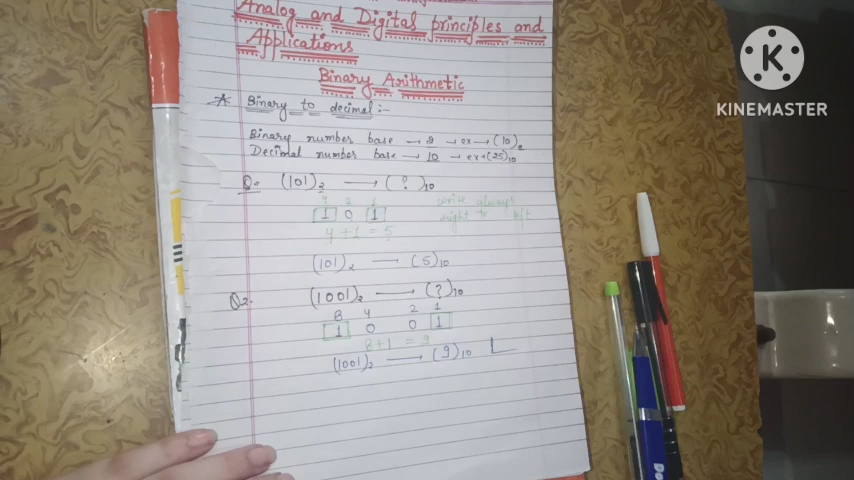 Analog and Digital principles and
Applications
Binary Arithmetic
A Binary to decimal :-
Binary number base → 2 → ex → (10)₂
Decimal number base → 10 → ex → (25)₁₀
Q. (101)₂ → (?)₁₀
4 2 1
1 0 1
write always
right to left
4 + 1 = 5
(101)₂ → (5)₁₀
Q2. (1001)₂ → (?)₁₀
8 4 2 1
1 0 0 1
8 + 1 = 9
(1001)₂ → (9)₁₀
K
KINEMASTER